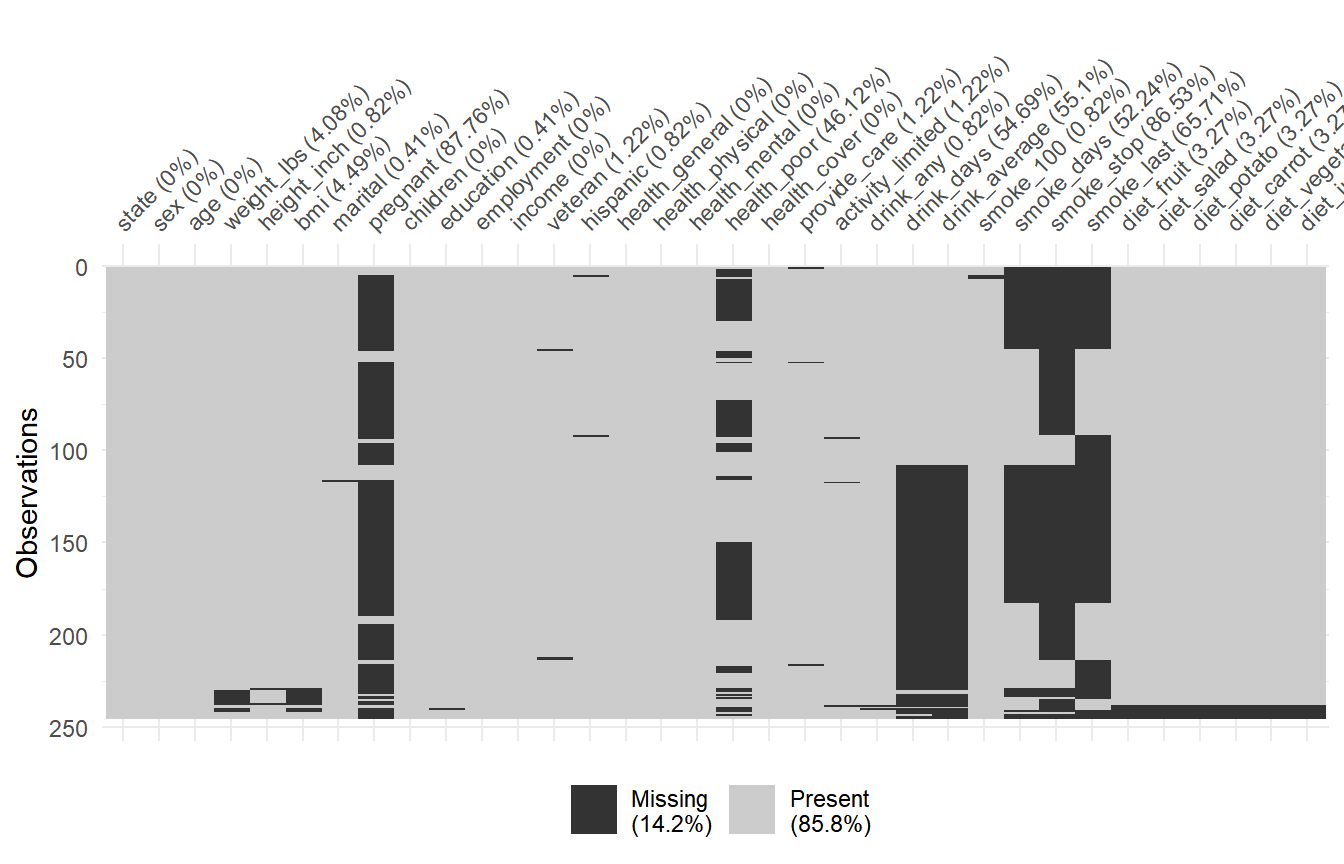 state (0%)
sex (0%)
age (0%)
weight_lbs (4.08%)
height_inch (0.82%)
bmi (4.49%)
marital (0.41%)
pregnant (87.76%)
children (0%)
education (0.41%)
employment (0%
income (0%)
veteran (1.22%)
hispanic (0.82%)
health_general (0%)
health_physical (0%)
health_mental (0%)
health_poor (46.12%)
health_cover (0%)
provide_care (1.22%)
activity_limited (1.22%)
drink_any (0.82%)
drink_days (54.69%)
drink_average (55.1%)
smoke_100 (0.82%)
smoke_days (52.24%)
smoke_stop (86.53%)
smoke_last (65.71%)
diet_fruit (3.27%)
diet_salad (3.27%)
diet_potato (3.27%)
diet_carrot (3.27
diet_veget
diet_ju
0
50
100
150
200
250
Observations
Missing
(14.2%)
Present
(85.8%)